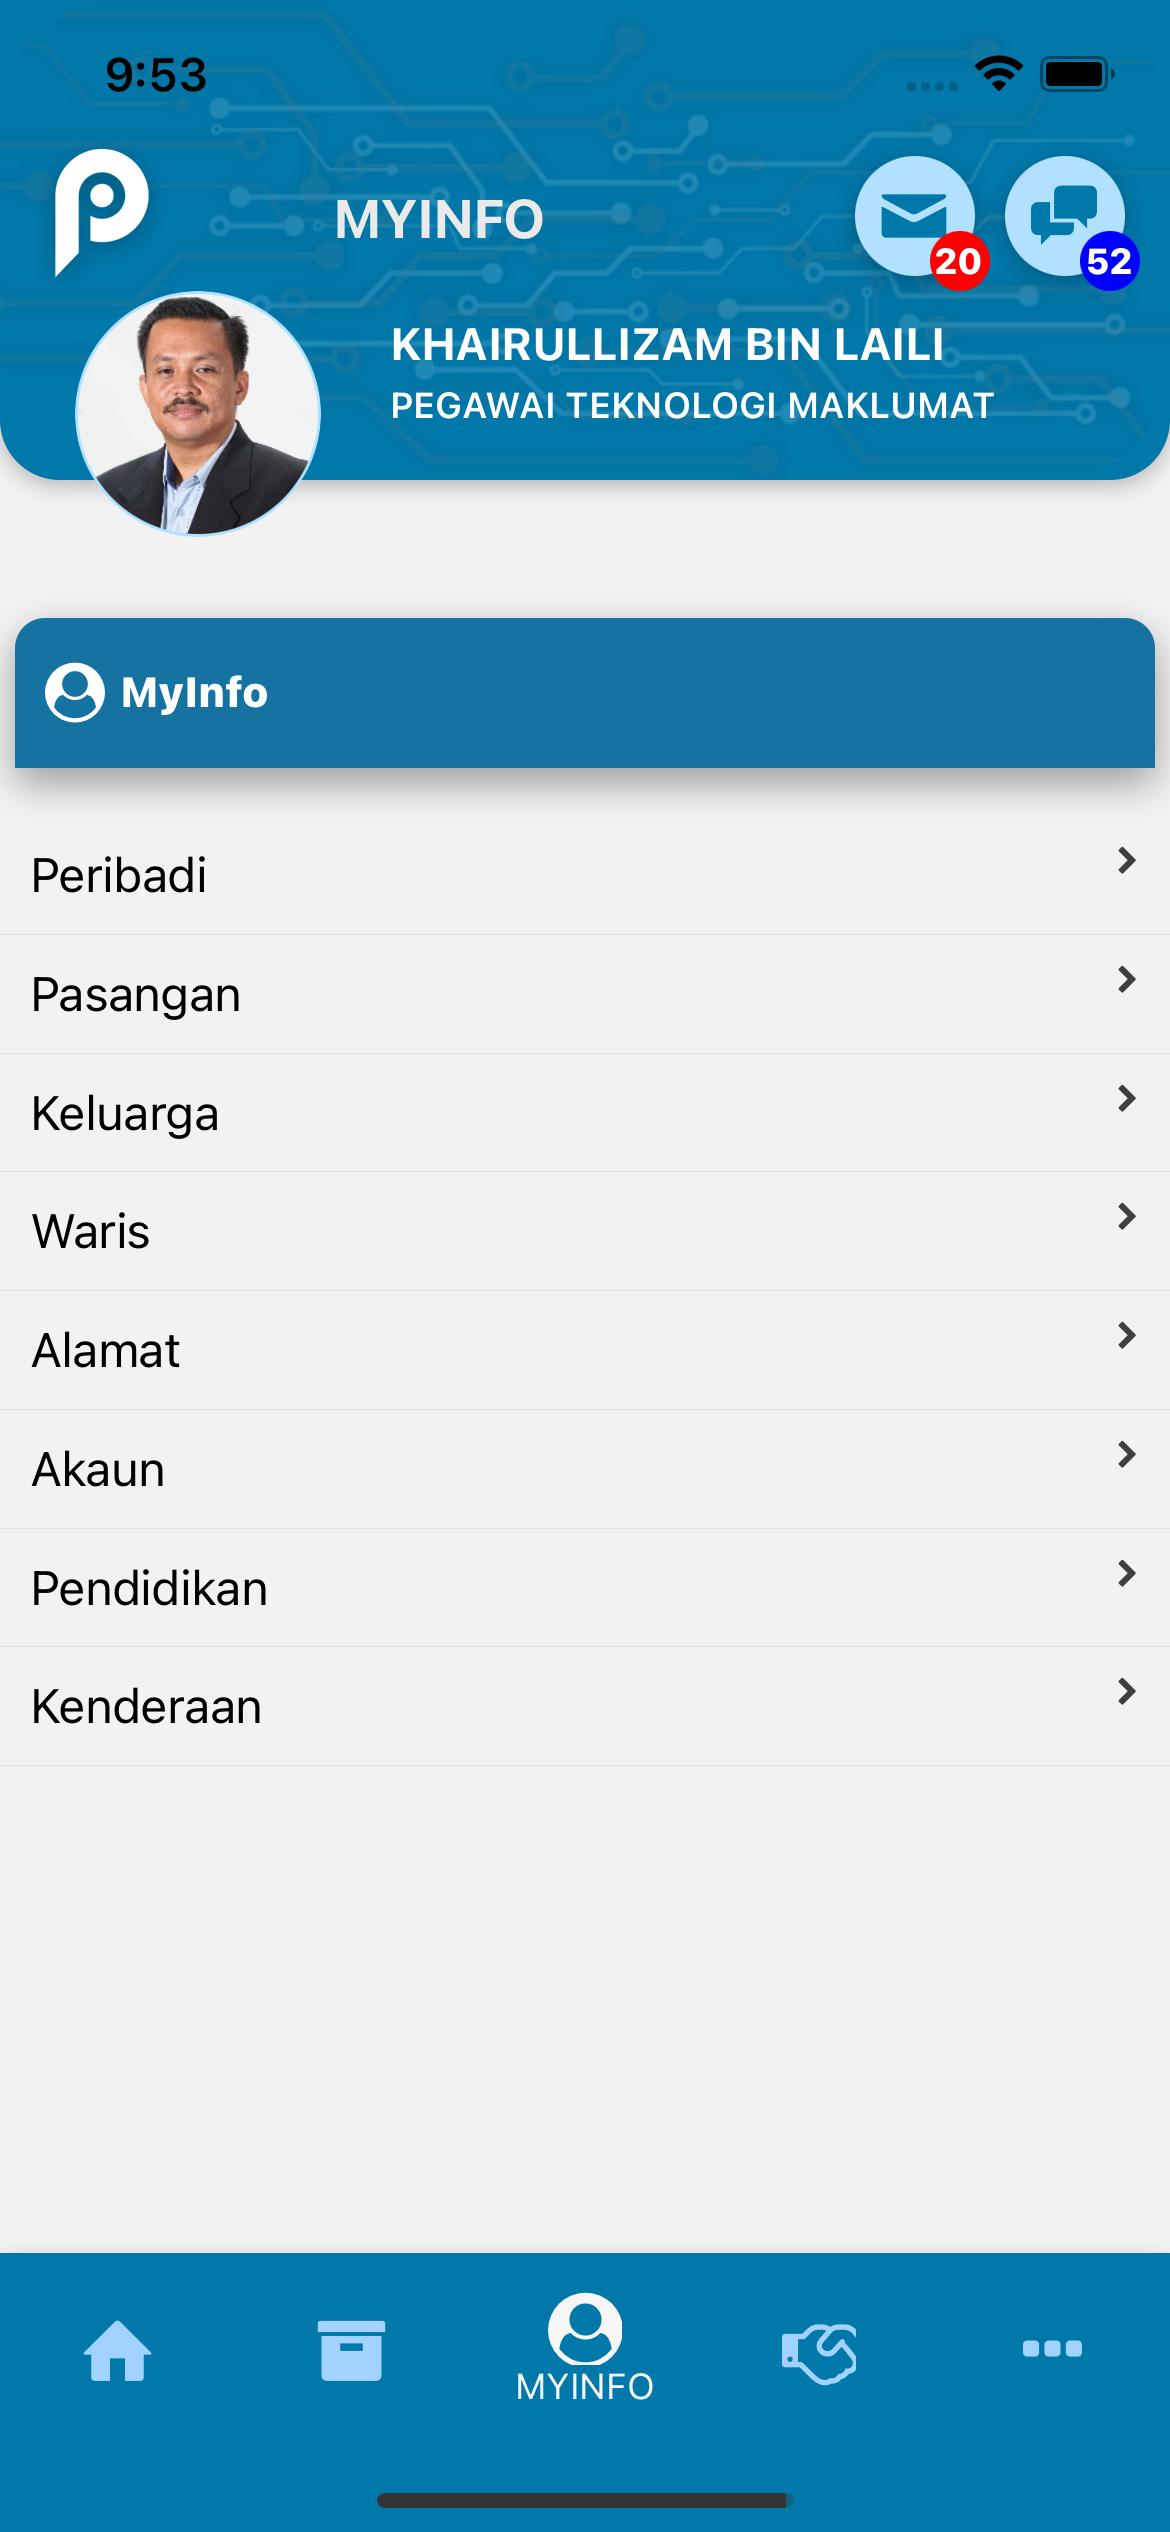 9:53
MYINFO
20
52
KHAIRULLIZAM BIN LAILI
PEGAWAI TEKNOLOGI MAKLUMAT
MyInfo
Peribadi
Pasangan
Keluarga
Waris
Alamat
Akaun
Pendidikan
Kenderaan
MYINFO